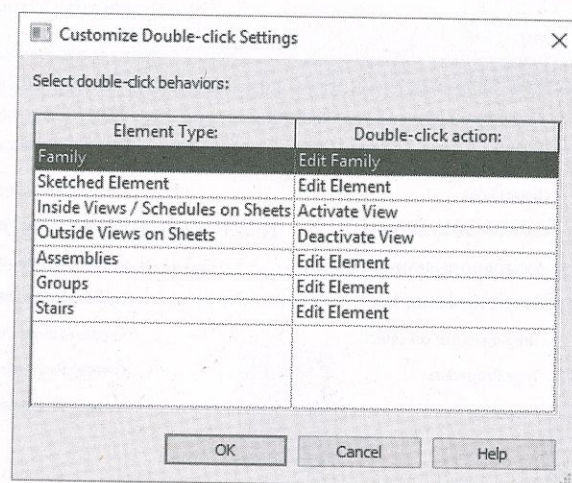 Customize Double-click Settings
Select double-click behaviors:
Element Type: Double-click action:
Family Edit Family
Sketched Element Edit Element
Inside Views / Schedules on Sheets Activate View
Outside Views on Sheets Deactivate View
Assemblies Edit Element
Groups Edit Element
Stairs Edit Element
OK Cancel Help